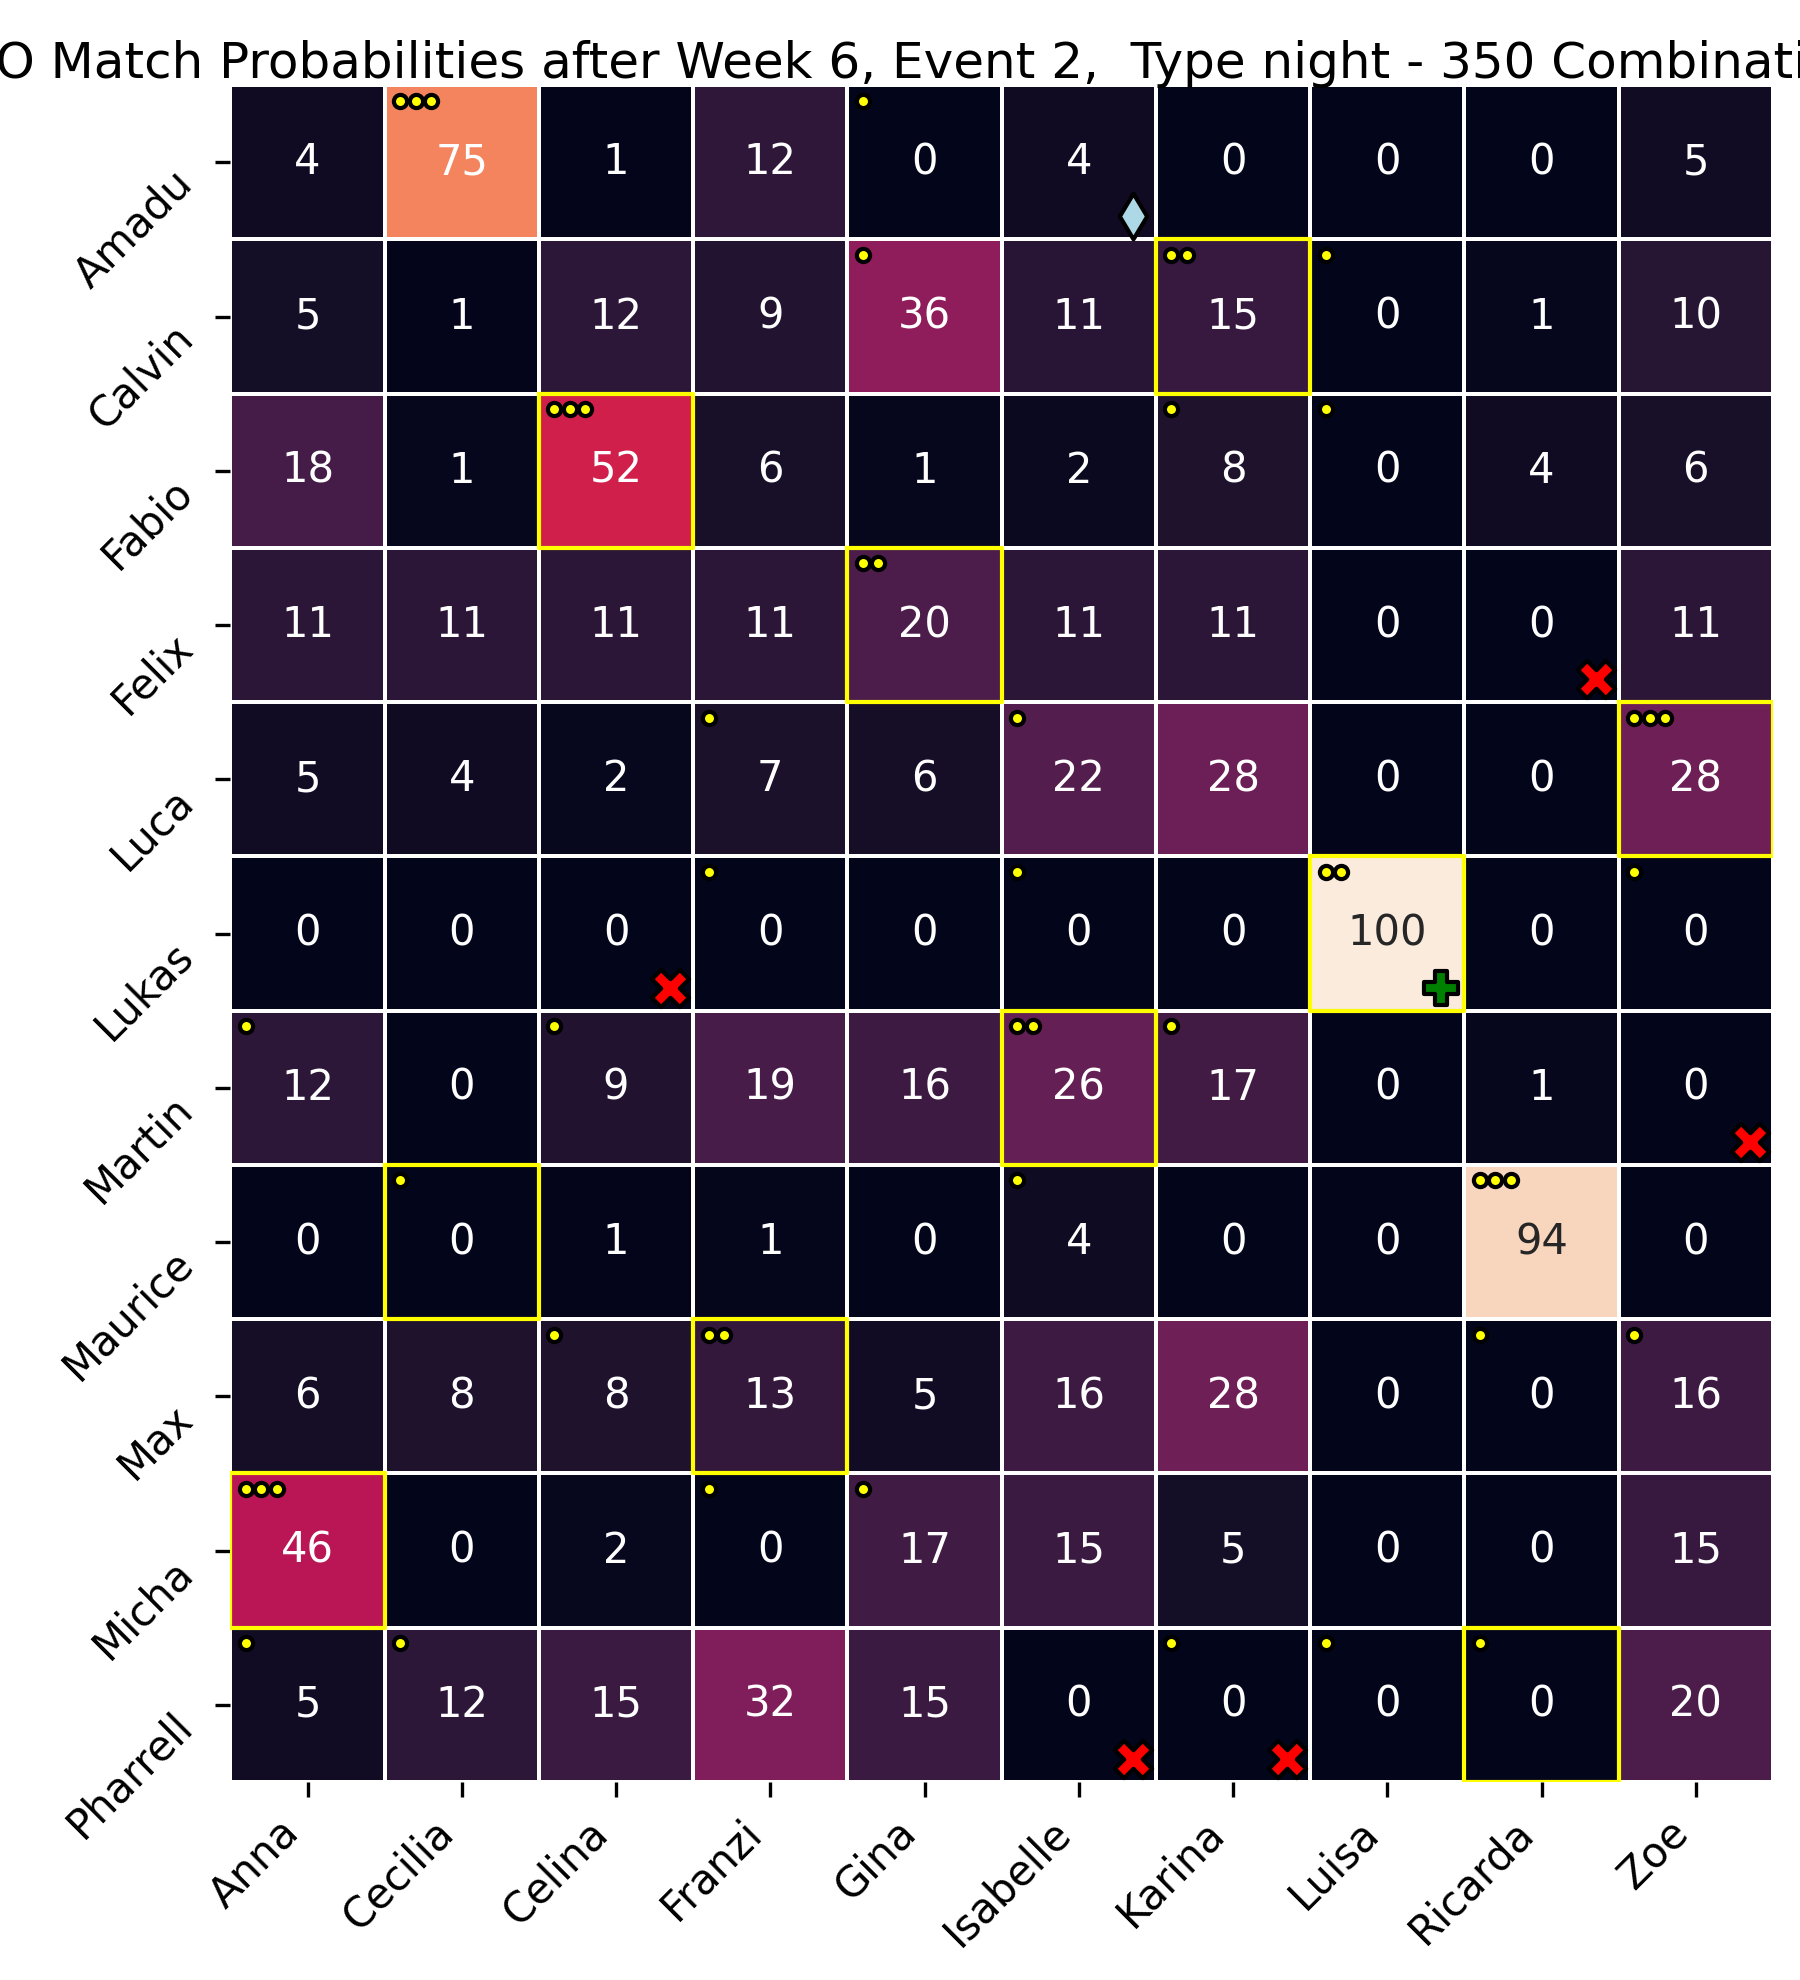 O Match Probabilities after Week 6, Event 2, Type night - 350 Combinati
Amadu 4 75 1 12 0 4 0 0 0 5
Calvin 5 1 12 9 36 11 15 0 1 10
Fabio 18 1 52 6 1 2 8 0 4 6
Felix 11 11 11 11 20 11 11 0 0 11
Luca 5 4 2 7 6 22 28 0 0 28
Lukas 0 0 0 0 0 0 0 100 0 0
Martin 12 0 9 19 16 26 17 0 1 0
Maurice 0 0 1 1 0 4 0 0 94 0
Max 6 8 8 13 5 16 28 0 0 16
Micha 46 0 2 0 17 15 5 0 0 15
Pharrell 5 12 15 32 15 0 0 0 0 20
Anna Cecilia Celina Franzi Gina Isabelle Karina Luisa Ricarda Zoe